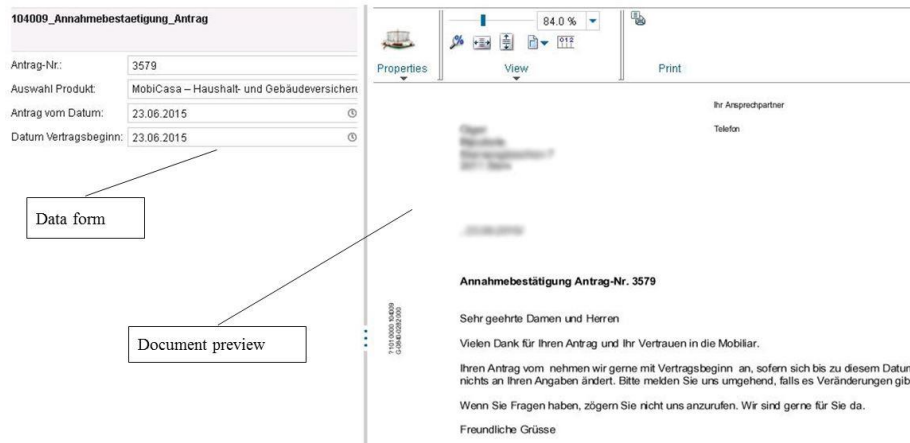 104009_Annahmebestaetigung_Antrag
Antrag-Nr.: 3579
Auswahl Produkt: MobiCasa – Haushalt- und Gebäudeversicheru
Antrag vom Datum: 23.06.2015
Datum Vertragsbeginn: 23.06.2015
Data form
Document preview
84.0 %
Properties
View
Print
Ihr Ansprechpartner
Telefon
Annahmebestätigung Antrag-Nr. 3579
Sehr geehrte Damen und Herren
Vielen Dank für Ihren Antrag und Ihr Vertrauen in die Mobiliar.
Ihren Antrag vom nehmen wir gerne mit Vertragsbeginn an, sofern sich bis zu diesem Datum
nichts an Ihren Angaben ändert. Bitte melden Sie uns umgehend, falls es Veränderungen gib
Wenn Sie Fragen haben, zögern Sie nicht uns anzurufen. Wir sind gerne für Sie da.
Freundliche Grüsse